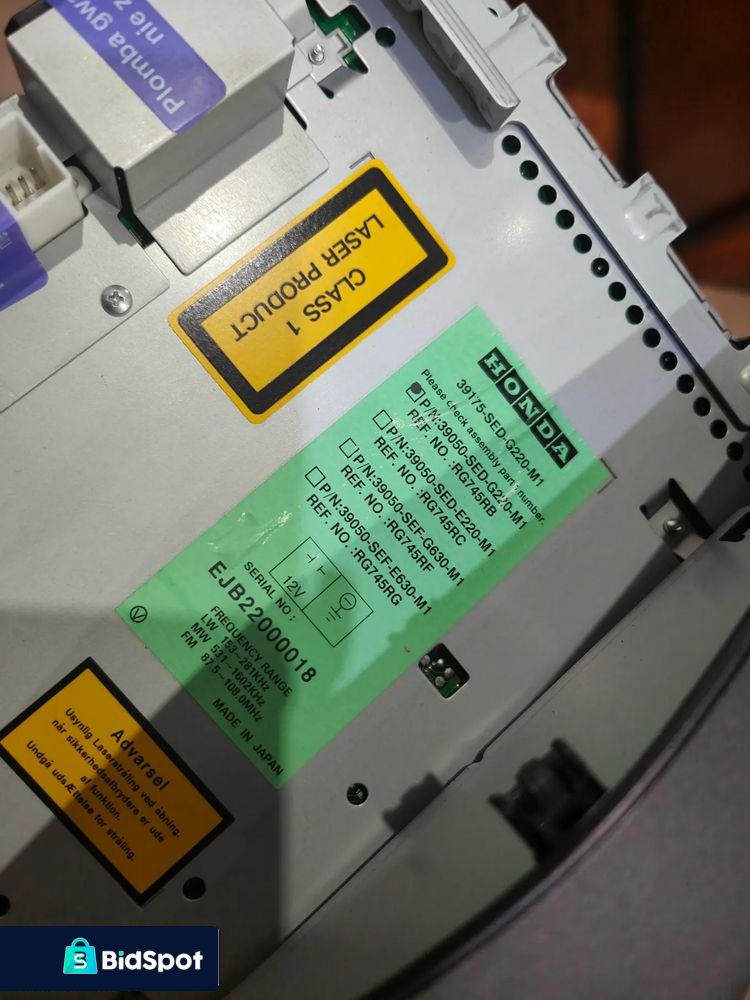 Plomba gw
nie z
CLASS 1
LASER PRODUCT
HONDA
39175-SED-G220-M1
Please check assembly parts number.
P/N:39050-SED-G220-M1
REF. NO. :RG745RB
P/N:39050-SED-E220-M1
REF. NO. :RG745RC
P/N:39050-SEF-G630-M1
REF. NO. :RG745RF
P/N:39050-SEF-E630-M1
REF. NO. :RG745RG
12V
SERIAL NO :
EJB22000018
FREQUENCY RANGE
LW 153~281KHz
MW 531~1602KHz
FM 87.5~108.0MHz
MADE IN JAPAN
V
Advarsel
Usynlig Laserstråling ved åbning,
når sikkerhedsafbrydere er ude
af funktion.
Undgå udsÆttelse for stråling.
S
BidSpot